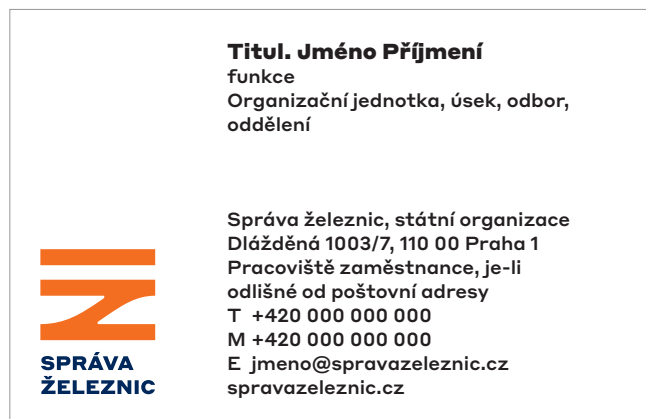 Titul. Jméno Příjmení
funkce
Organizační jednotka, úsek, odbor,
oddělení
Správa železnic, státní organizace
Dlážděná 1003/7, 110 00 Praha 1
Pracoviště zaměstnance, je-li
odlišné od poštovní adresy
T +420 000 000 000
M +420 000 000 000
E jmeno@spravazeleznic.cz
spravazeleznic.cz
SPRÁVA
ŽELEZNIC